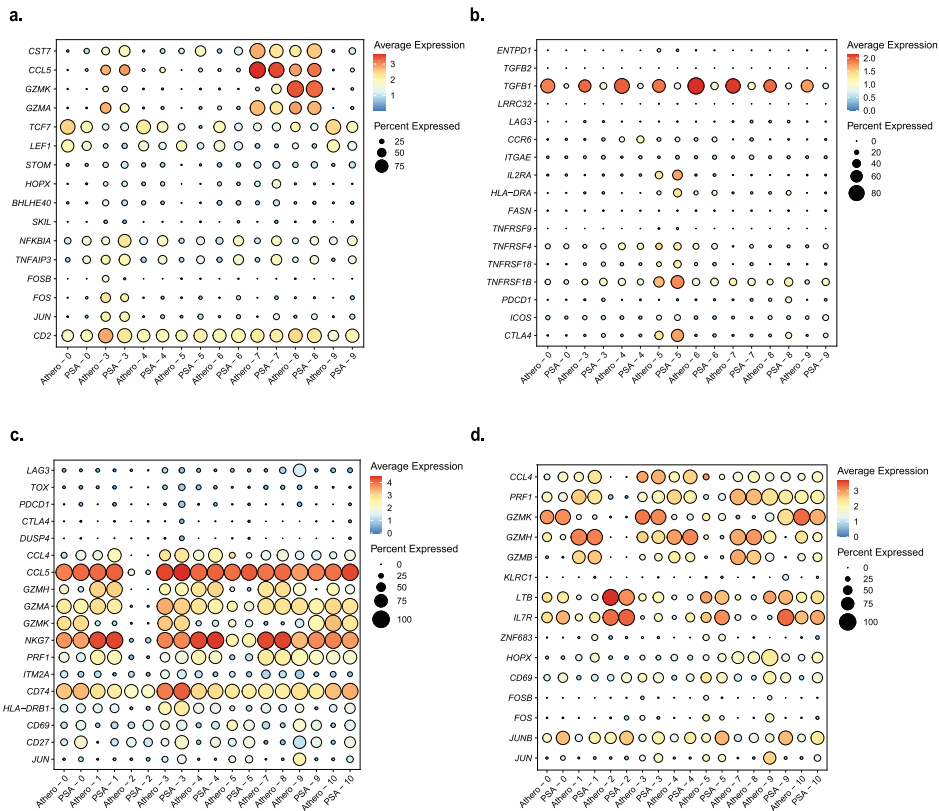 a.
CST7
CCL5
GZMK
GZMA
TCF7
LEF1
STOM
HOPX
BHLHE40
SKIL
NFKBIA
TNFAIP3
FOSB
FOS
JUN
CD2
Athero – 0
PSA – 0
Athero – 3
PSA – 3
Athero – 4
PSA – 4
Athero – 5
PSA – 5
Athero – 6
PSA – 6
Athero – 7
PSA – 7
Athero – 8
PSA – 8
Athero – 9
PSA – 9
Average Expression
3
2
1
Percent Expressed
25
50
75
b.
ENTPD1
TGFB2
TGFB1
LRRC32
LAG3
CCR6
ITGAE
IL2RA
HLA–DRA
FASN
TNFRSF9
TNFRSF4
TNFRSF18
TNFRSF1B
PDCD1
ICOS
CTLA4
Athero – 0
PSA – 0
Athero – 3
PSA – 3
Athero – 4
PSA – 4
Athero – 5
PSA – 5
Athero – 6
PSA – 6
Athero – 7
PSA – 7
Athero – 8
PSA – 8
Athero – 9
PSA – 9
Average Expression
2.0
1.5
1.0
0.5
0.0
Percent Expressed
0
20
40
60
80
c.
LAG3
TOX
PDCD1
CTLA4
DUSP4
CCL4
CCL5
GZMH
GZMA
GZMK
NKG7
PRF1
ITM2A
CD74
HLA–DRB1
CD69
CD27
JUN
Athero – 0
PSA – 0
Athero – 1
PSA – 1
Athero – 2
PSA – 2
Athero – 3
PSA – 3
Athero – 4
PSA – 4
Athero – 5
PSA – 5
Athero – 7
Athero – 8
PSA – 8
Athero – 9
PSA – 9
Athero – 10
PSA – 10
Average Expression
4
3
2
1
0
Percent Expressed
0
25
50
75
100
d.
CCL4
PRF1
GZMK
GZMH
GZMB
KLRC1
LTB
IL7R
ZNF683
HOPX
CD69
FOSB
FOS
JUNB
JUN
Athero – 0
PSA – 0
Athero – 1
PSA – 1
Athero – 2
PSA – 2
Athero – 3
PSA – 3
Athero – 4
PSA – 4
Athero – 5
PSA – 5
Athero – 7
Athero – 8
PSA – 8
Athero – 9
PSA – 9
Athero – 10
PSA – 10
Average Expression
4
3
2
1
0
Percent Expressed
0
25
50
75
100